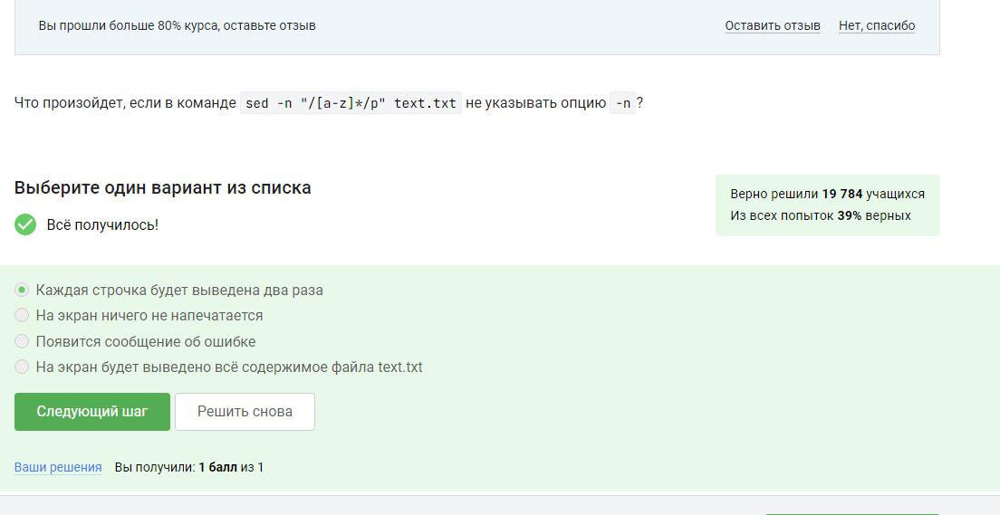 Вы прошли больше 80% курса, оставьте отзыв Оставить отзыв Нет, спасибо
Что произойдет, если в команде sed -n "/[a-z]*/p" text.txt не указывать опцию -n?
Выберите один вариант из списка
Всё получилось!
Верно решили 19 784 учащихся
Из всех попыток 39% верных
Каждая строчка будет выведена два раза
На экран ничего не напечатается
Появится сообщение об ошибке
На экран будет выведено всё содержимое файла text.txt
Следующий шаг Решить снова
Ваши решения Вы получили: 1 балл из 1